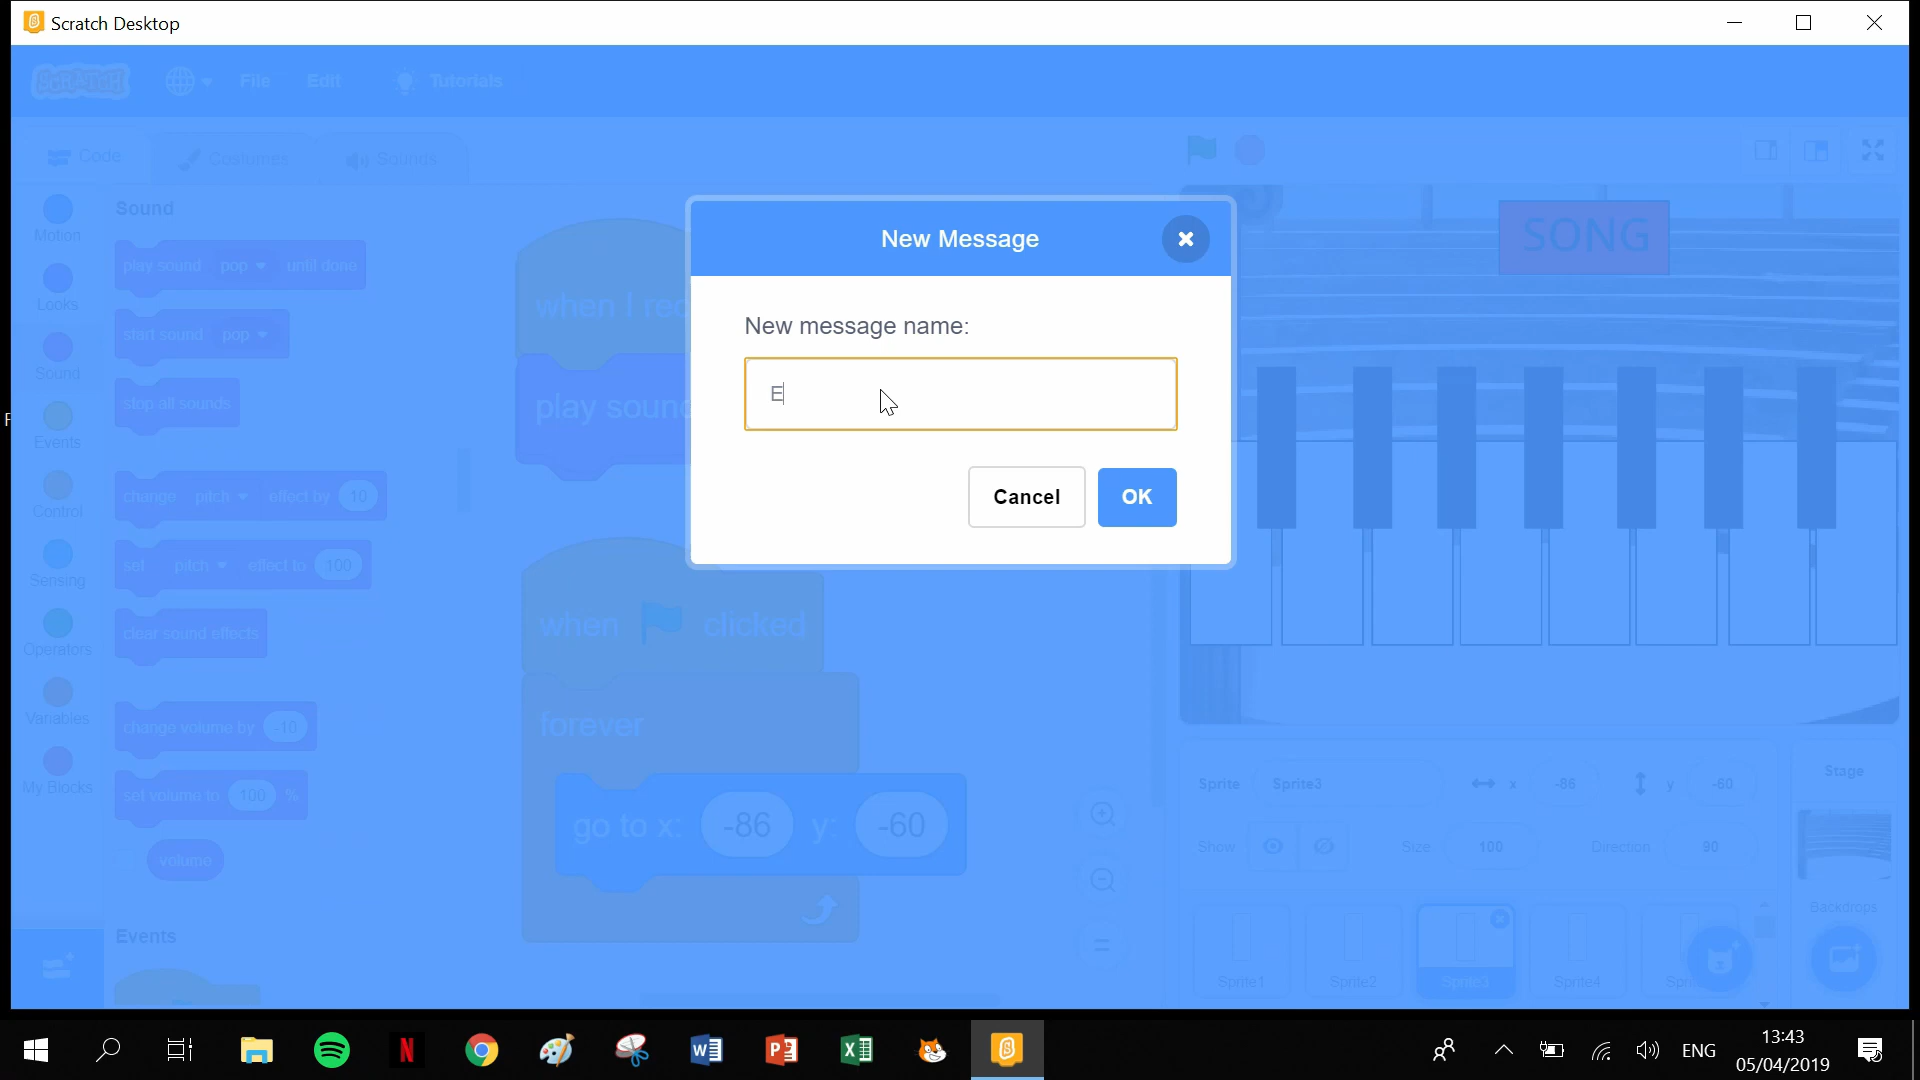 Scratch Desktop
SCRATCH
File
Edit
Tutorials
Code
Costumes
Sounds
Motion
Looks
Sound
Events
Control
Sensing
Operators
Variables
My Blocks
Sound
play sound pop until done
start sound pop
stop all sounds
change pitch effect by 10
set pitch effect to 100
clear sound effects
change volume by -10
set volume to 100 %
volume
Events
when I rec
play sound
when clicked
forever
go to x: -86 y: -60
New Message
New message name:
E
Cancel
OK
SONG
Sprite Sprite3 x -86 y -60
Show Size 100 Direction 90
Sprite1
Sprite2
Sprite3
Sprite4
Spri
Stage
Backdrops
ENG
13:43
05/04/2019